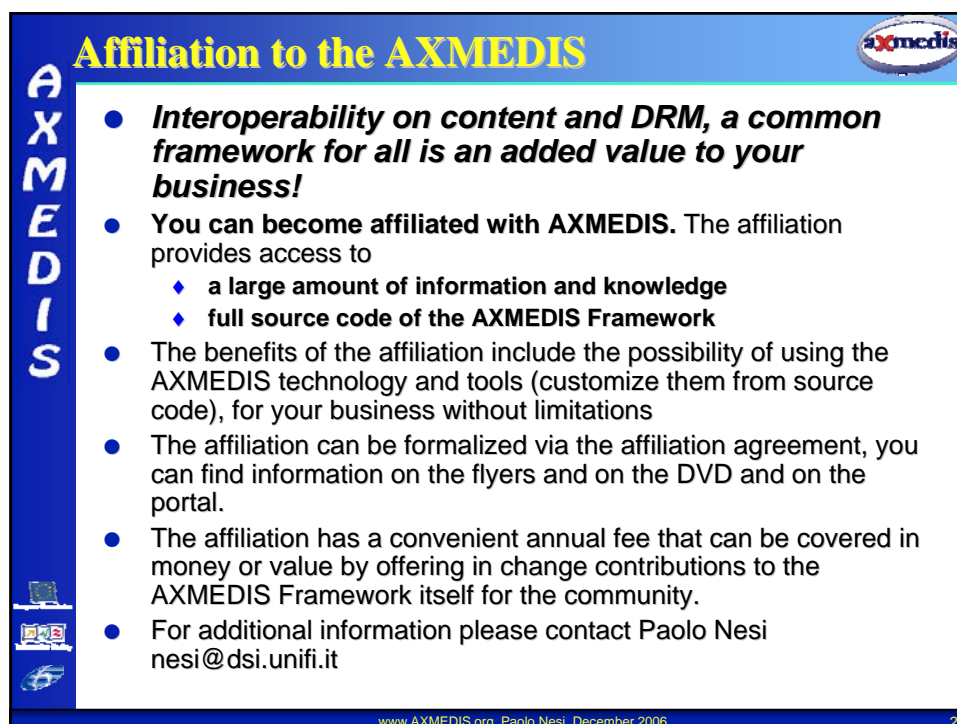 Affiliation to the AXMEDIS
axmedis
AXMEDIS
Interoperability on content and DRM, a common
framework for all is an added value to your
business!
You can become affiliated with AXMEDIS. The affiliation
provides access to
a large amount of information and knowledge
full source code of the AXMEDIS Framework
The benefits of the affiliation include the possibility of using the
AXMEDIS technology and tools (customize them from source
code), for your business without limitations
The affiliation can be formalized via the affiliation agreement, you
can find information on the flyers and on the DVD and on the
portal.
The affiliation has a convenient annual fee that can be covered in
money or value by offering in change contributions to the
AXMEDIS Framework itself for the community.
For additional information please contact Paolo Nesi
nesi@dsi.unifi.it
www.AXMEDIS.org, Paolo Nesi, December 2006